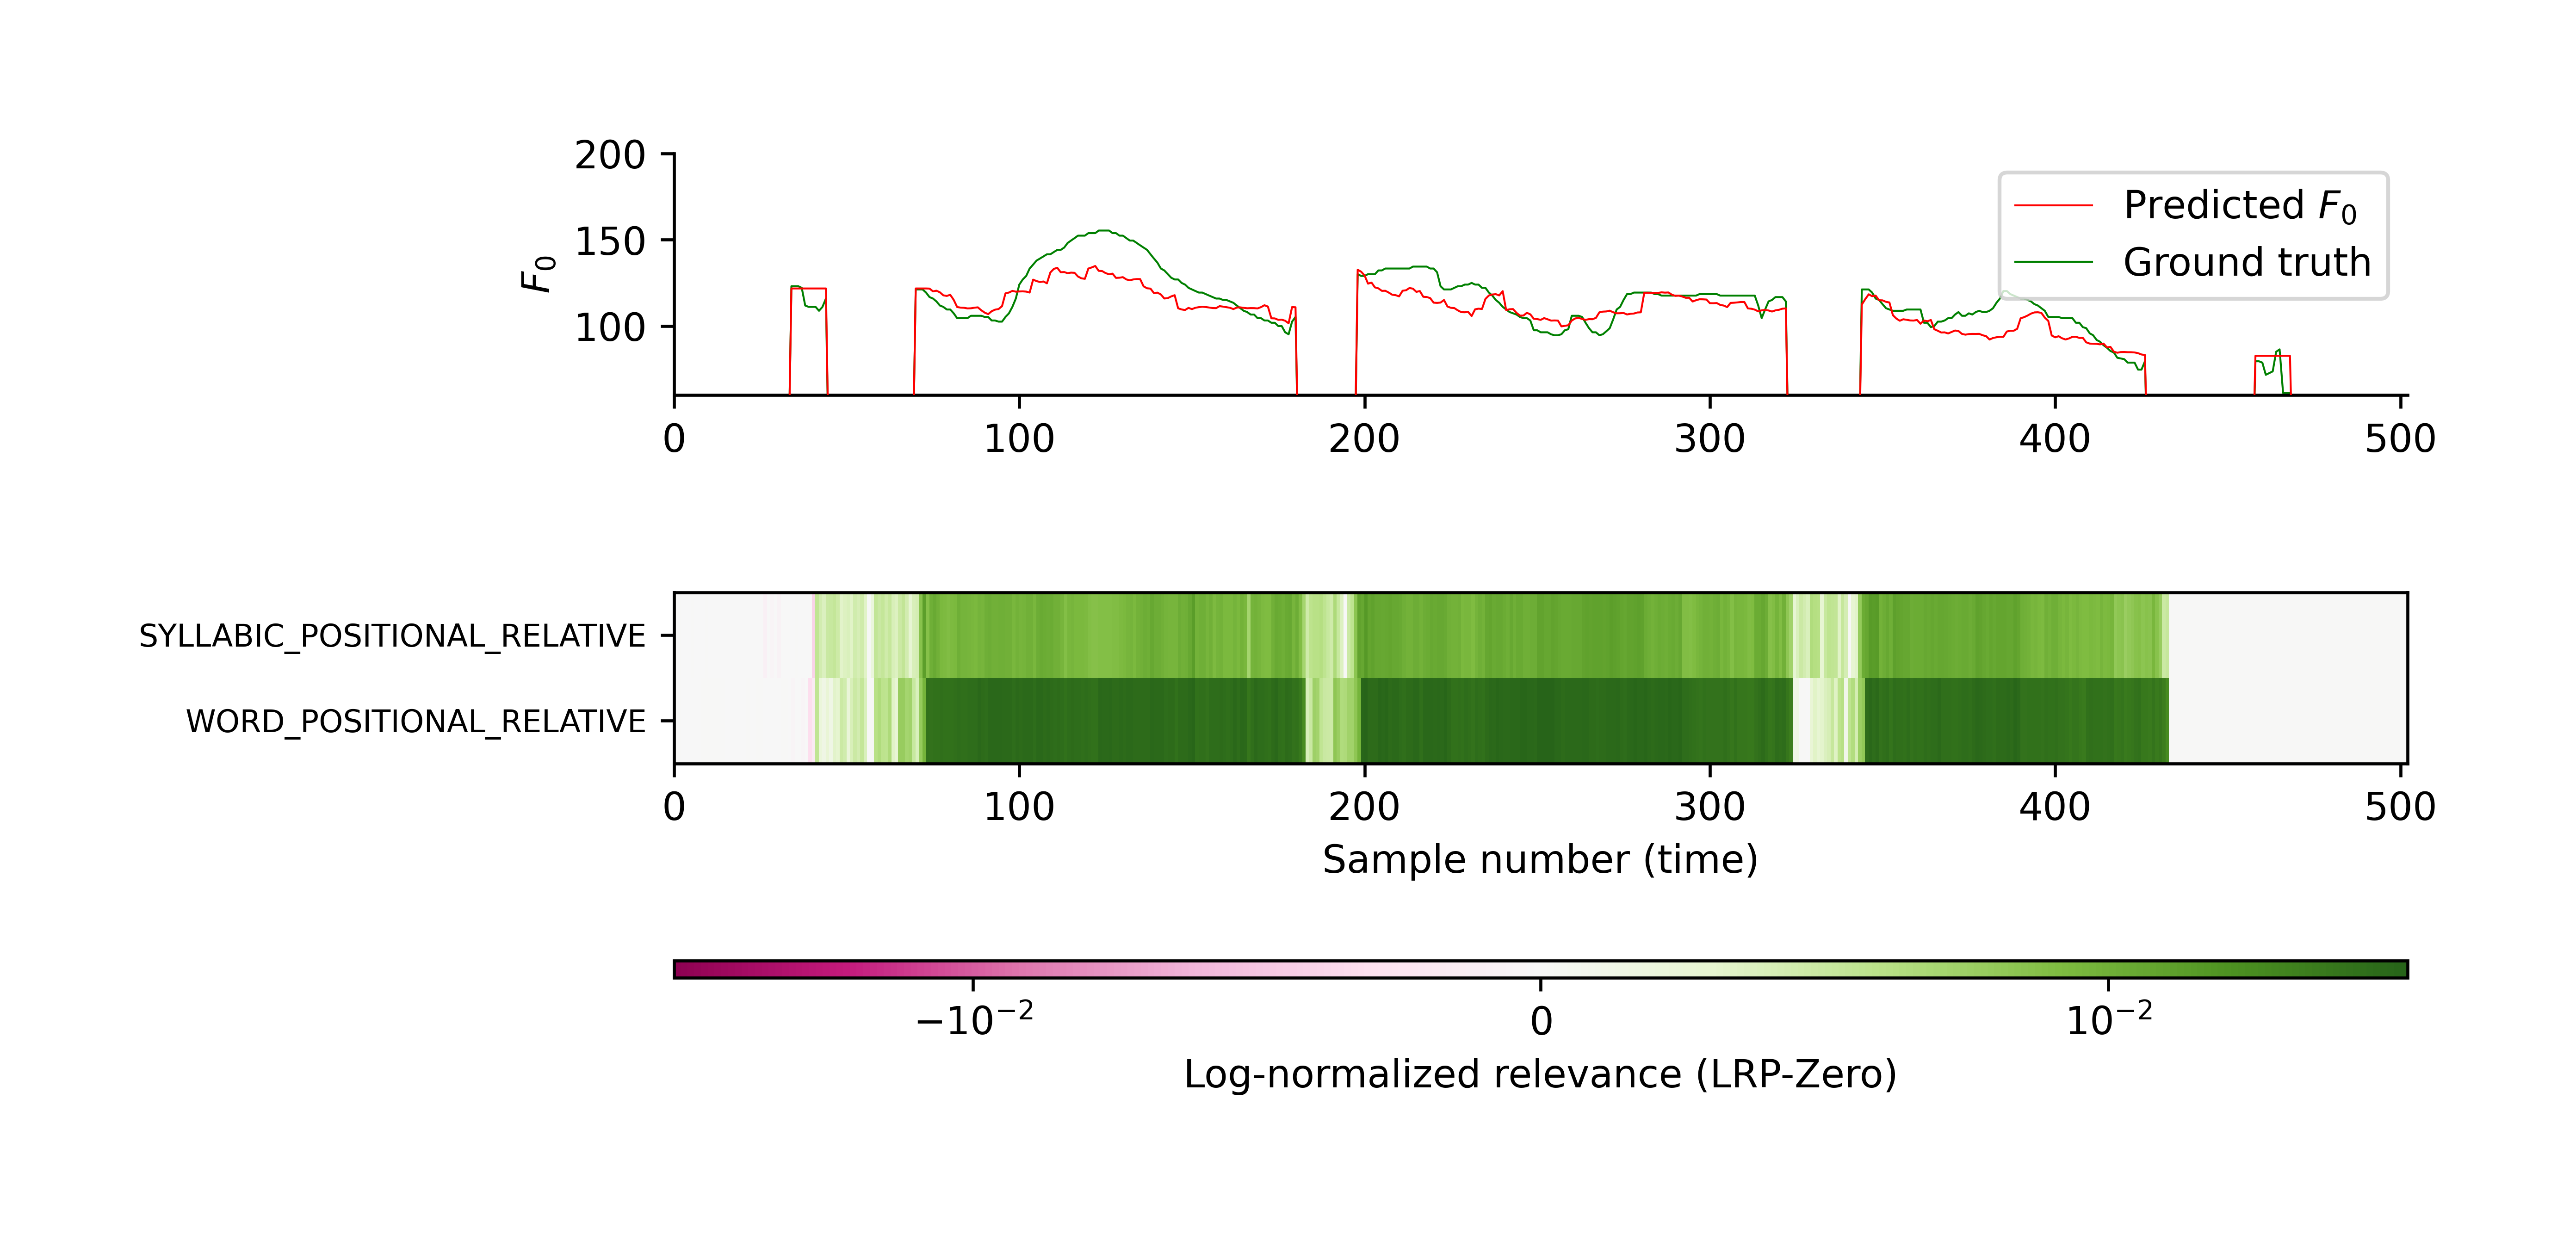 200
150
100
F₀
Predicted F₀
Ground truth
0 100 200 300 400 500
SYLLABIC_POSITIONAL_RELATIVE
WORD_POSITIONAL_RELATIVE
0 100 200 300 400 500
Sample number (time)
−10⁻² 0 10⁻²
Log-normalized relevance (LRP-Zero)